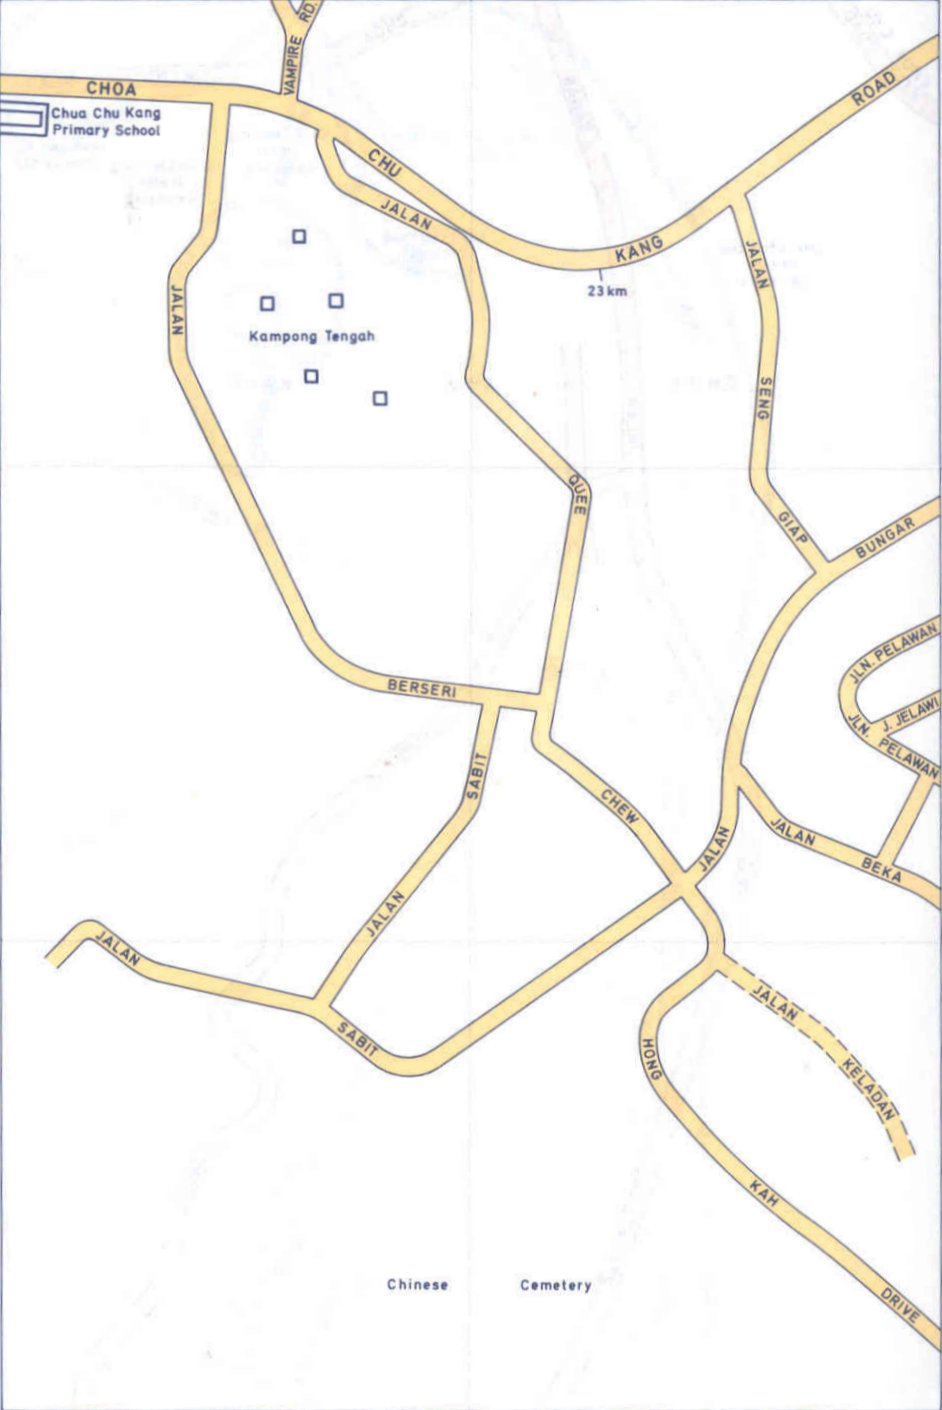 VAMPIRE RD.
CHOA CHU KANG ROAD
Chua Chu Kang
Primary School
JALAN QUEE CHEW
23 km
JALAN SENG GIAP
JALAN BERSERI
Kampong Tengah
JALAN BUNGAR
JLN. PELAWAN
J. JELAWI
JLN. PELAWAN
JALAN BEKA
JALAN SABIT
JALAN SABIT
JALAN KELADAN
HONG KAH DRIVE
Chinese Cemetery